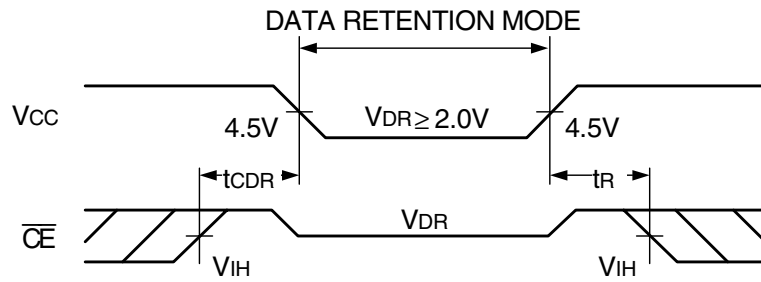 DATA RETENTION MODE
VCC
4.5V
VDR ≥ 2.0V
4.5V
tCDR
tR
CE
VDR
VIH
VIH